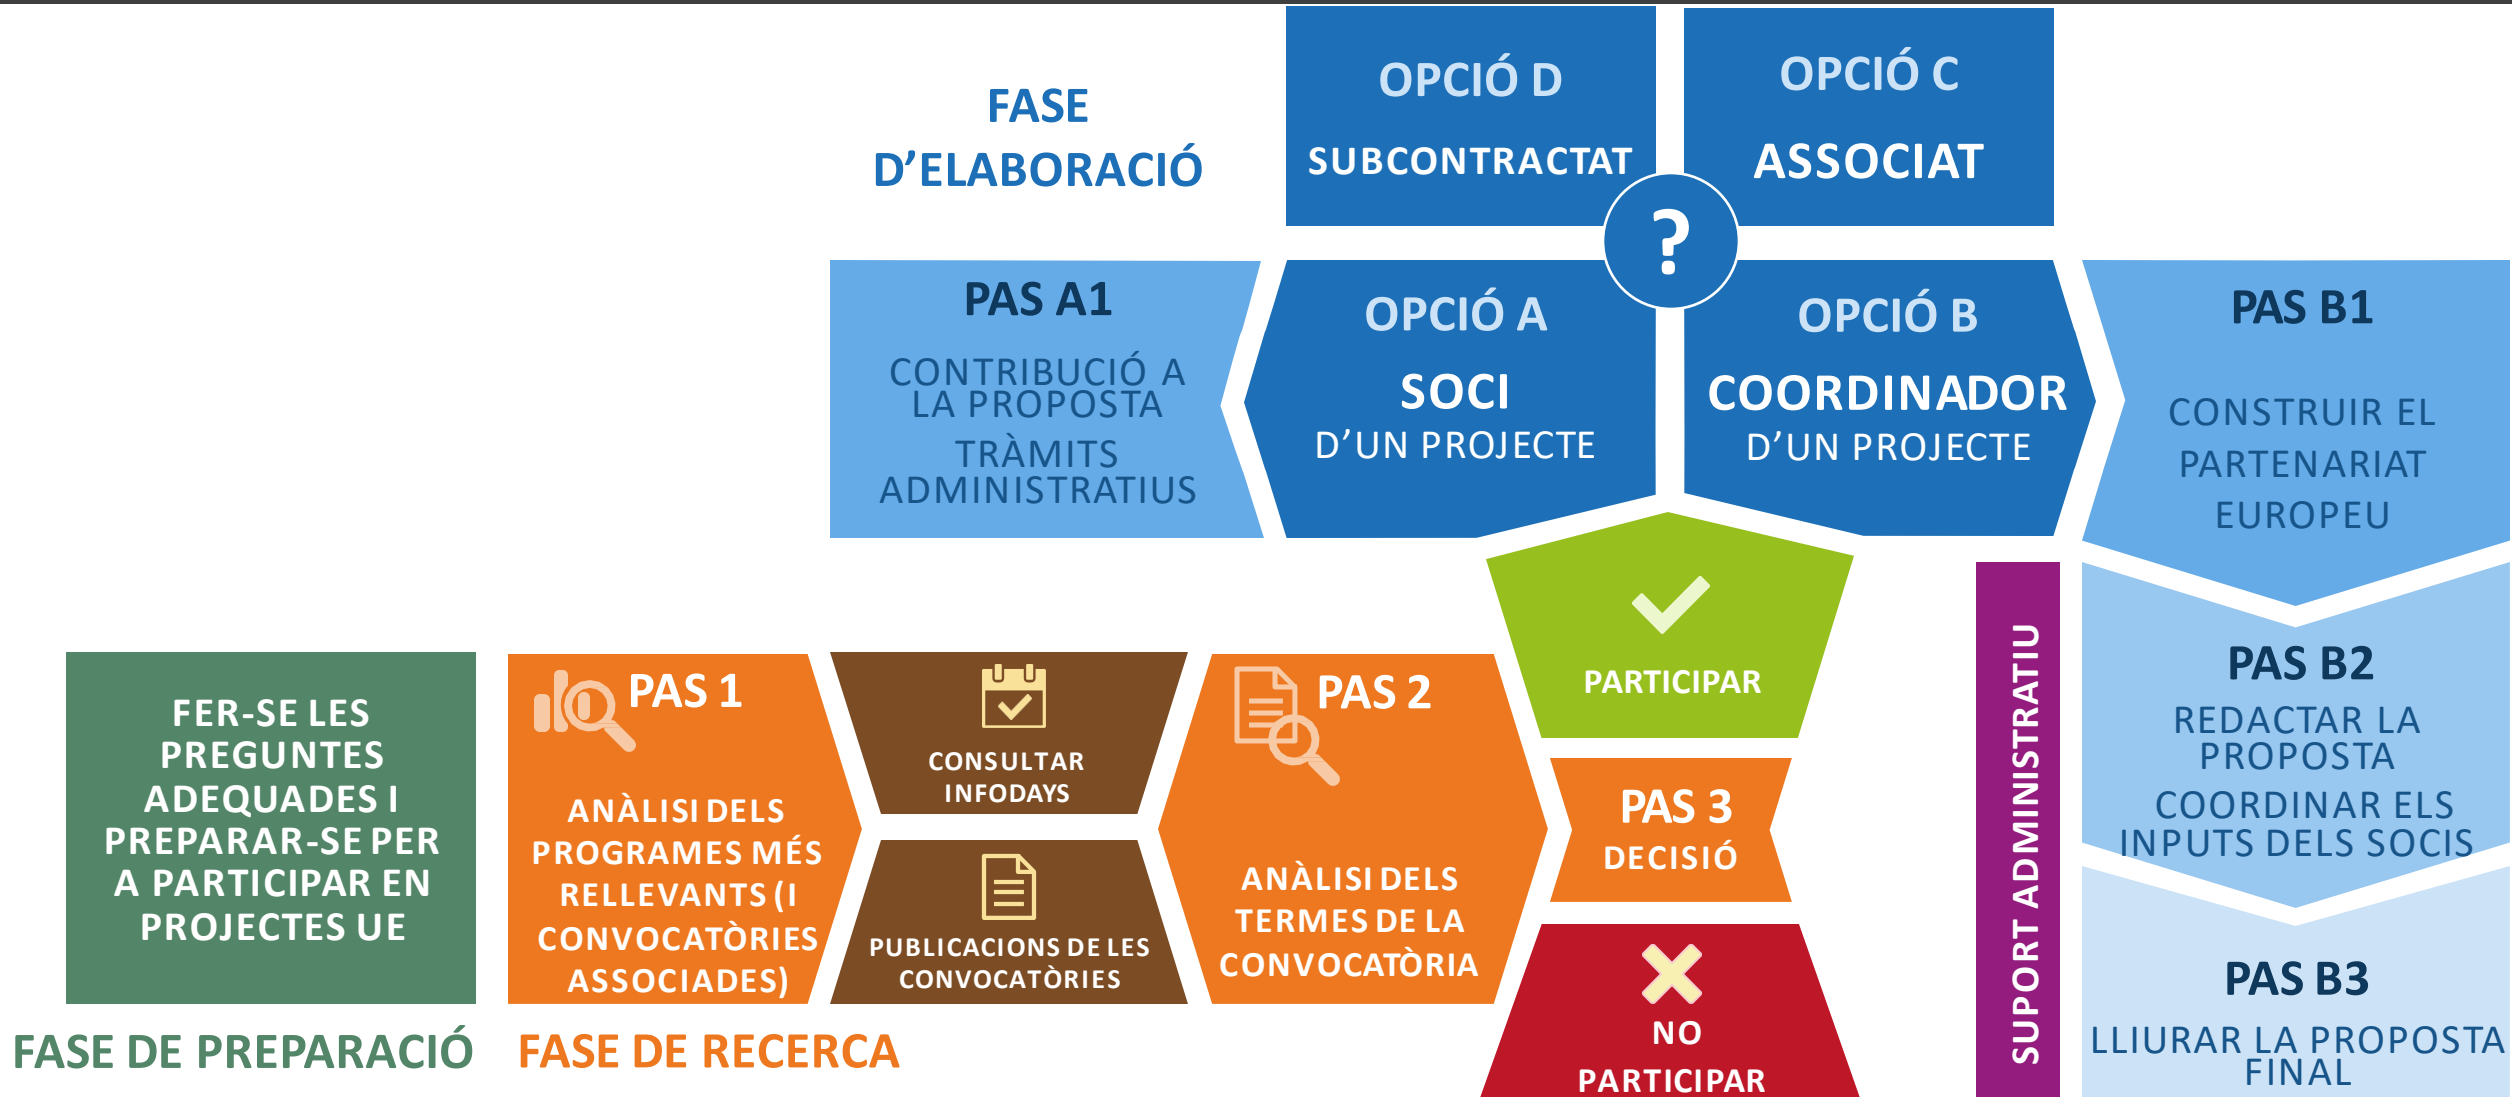 FASE
D'ELABORACIÓ
OPCIÓ D
SUBCONTRACTAT
OPCIÓ C
ASSOCIAT
?
PAS A1
CONTRIBUCIÓ A
LA PROPOSTA
TRÀMITS
ADMINISTRATIUS
OPCIÓ A
SOCI
D'UN PROJECTE
OPCIÓ B
COORDINADOR
D'UN PROJECTE
PAS B1
CONSTRUIR EL
PARTENARIAT
EUROPEU
FER-SE LES
PREGUNTES
ADEQUADES I
PREPARAR-SE PER
A PARTICIPAR EN
PROJECTES UE
FASE DE PREPARACIÓ
PAS 1
ANÀLISI DELS
PROGRAMES MÉS
RELLEVANTS (I
CONVOCATÒRIES
ASSOCIADES)
FASE DE RECERCA
CONSULTAR
INFODAYS
PUBLICACIONS DE LES
CONVOCATÒRIES
PAS 2
ANÀLISI DELS
TERMES DE LA
CONVOCATÒRIA
PARTICIPAR
PAS 3
DECISIÓ
NO
PARTICIPAR
SUPORT ADMINISTRATIU
PAS B2
REDACTAR LA
PROPOSTA
COORDINAR ELS
INPUTS DELS SOCIS
PAS B3
LLIURAR LA PROPOSTA
FINAL